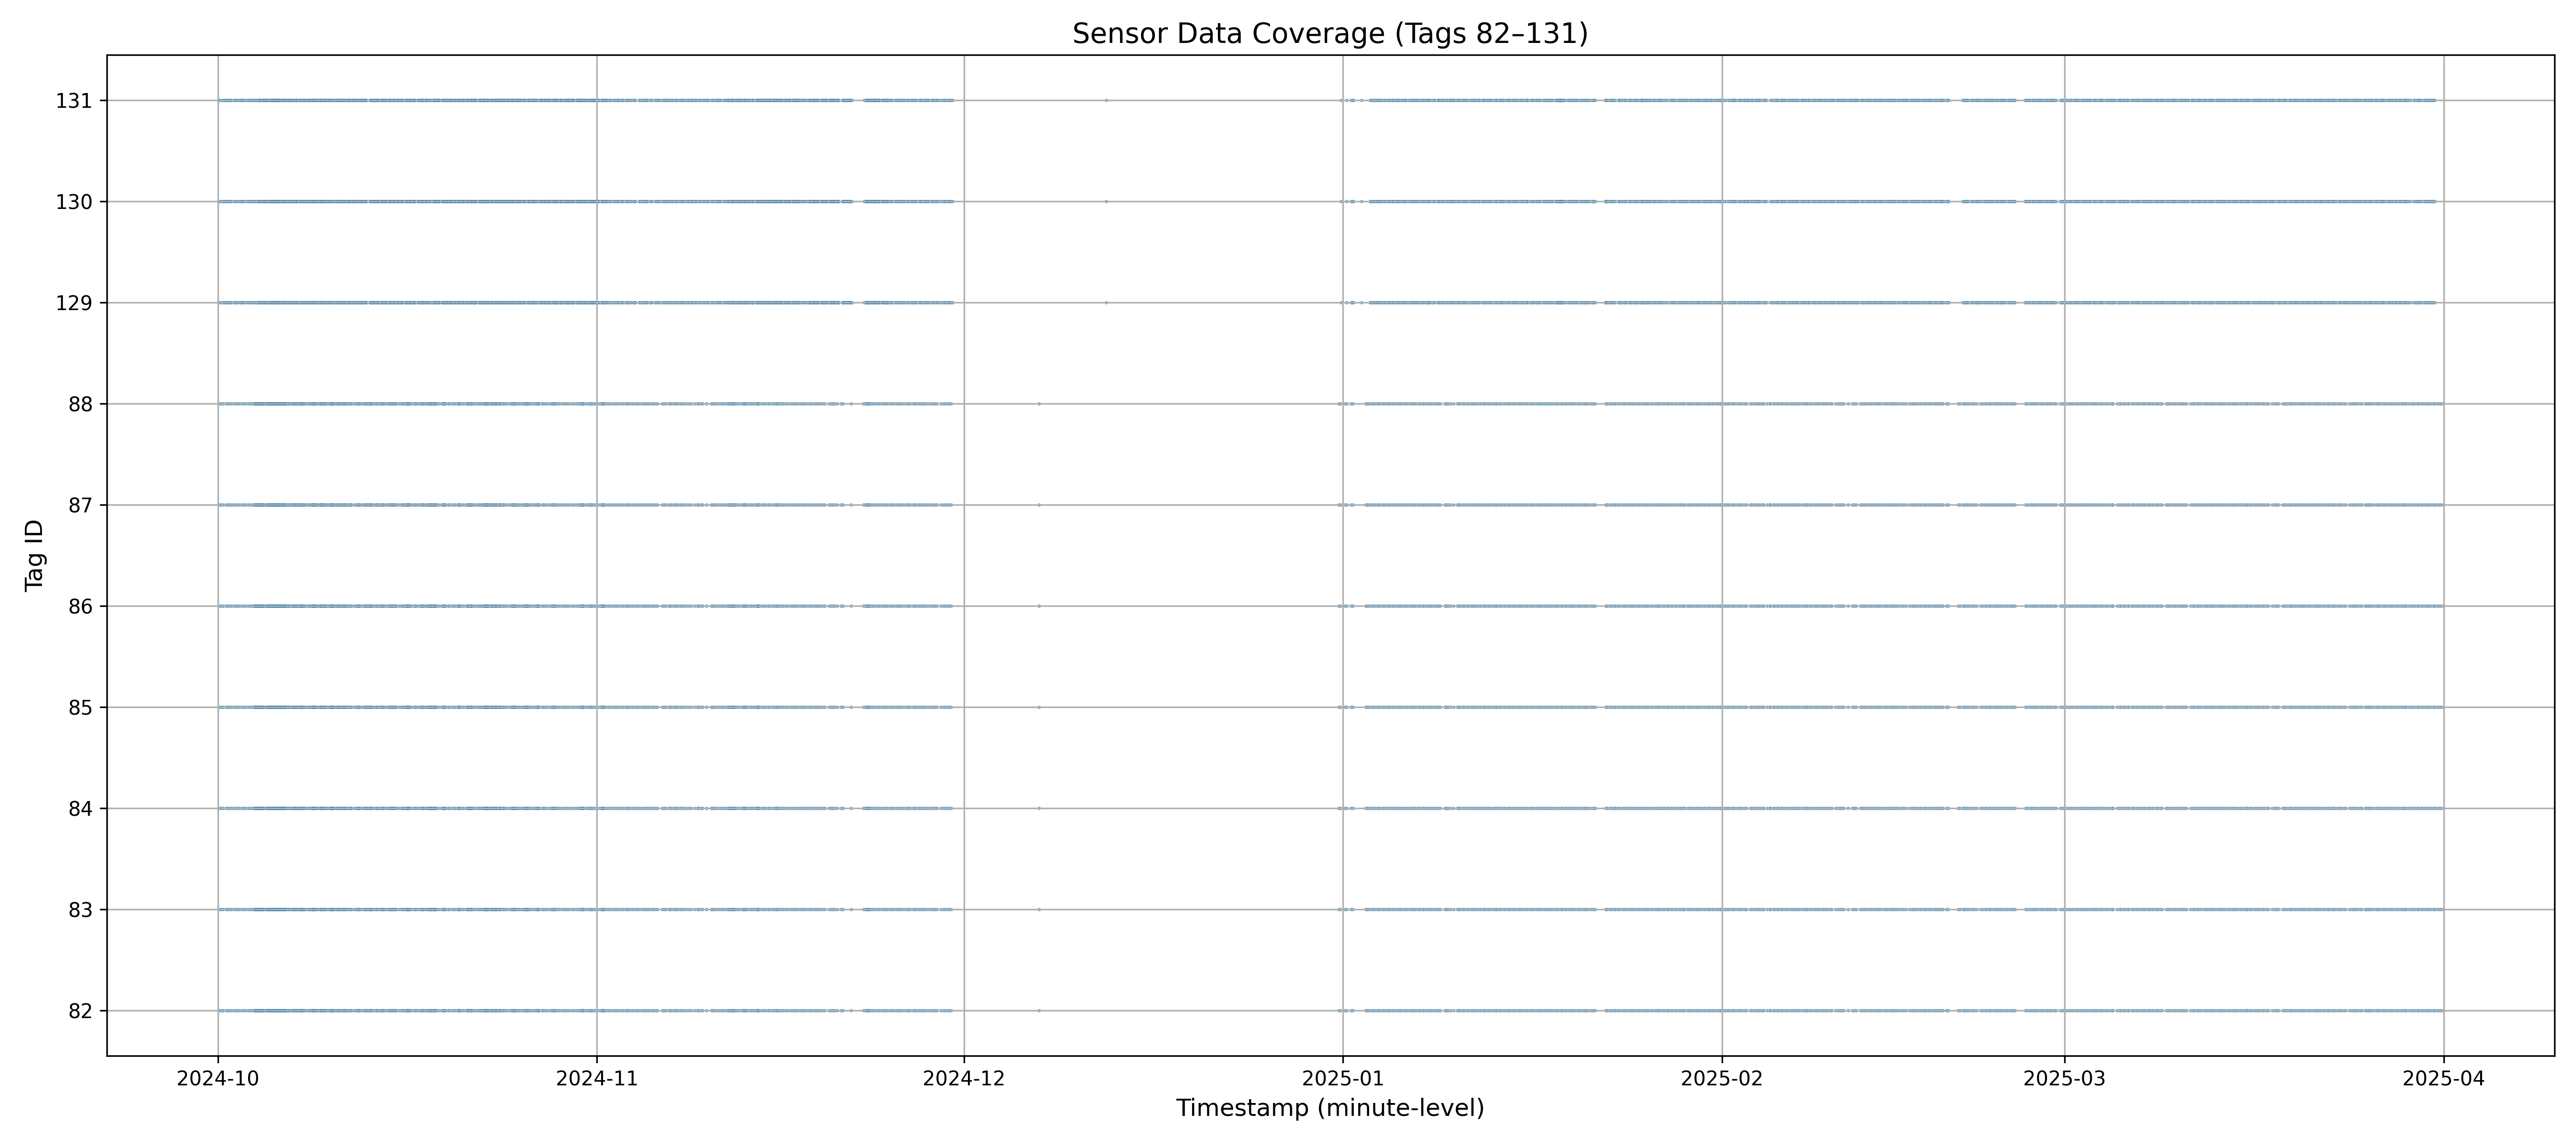 Sensor Data Coverage (Tags 82–131)
131
130
129
88
87
86
85
84
83
82
Tag ID
2024-10 2024-11 2024-12 2025-01 2025-02 2025-03 2025-04
Timestamp (minute-level)